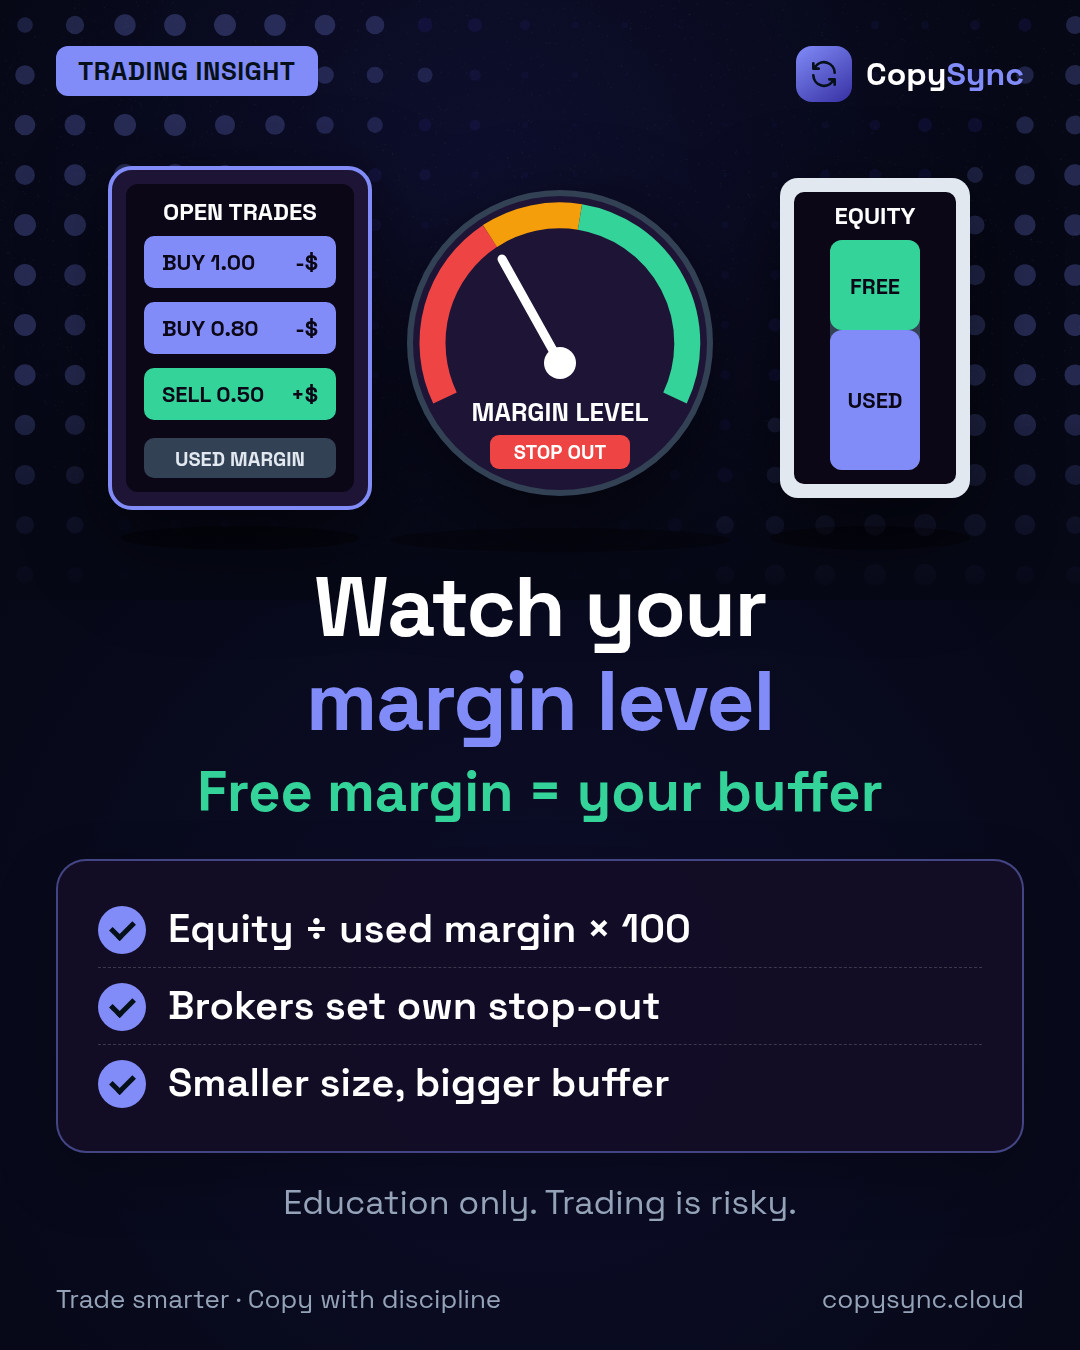 TRADING INSIGHT
CopySync
OPEN TRADES
BUY 1.00 -$
BUY 0.80 -$
SELL 0.50 +$
USED MARGIN
MARGIN LEVEL
STOP OUT
EQUITY
FREE
USED
Watch your
margin level
Free margin = your buffer
Equity ÷ used margin × 100
Brokers set own stop-out
Smaller size, bigger buffer
Education only. Trading is risky.
Trade smarter · Copy with discipline
copysync.cloud